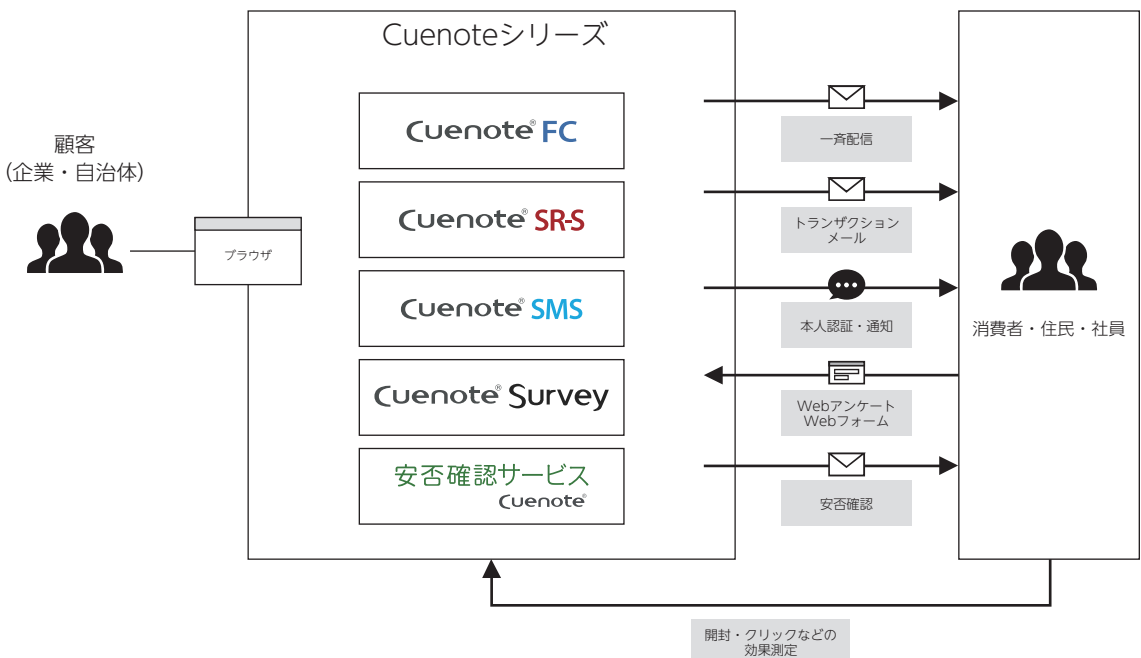 Cuenoteシリーズ
顧客
(企業・自治体)
ブラウザ
Cuenote® FC
Cuenote® SR-S
Cuenote® SMS
Cuenote® Survey
安否確認サービス
Cuenote®
一斉配信
トランザクション
メール
本人認証・通知
Webアンケート
Webフォーム
安否確認
消費者・住民・社員
開封・クリックなどの
効果測定